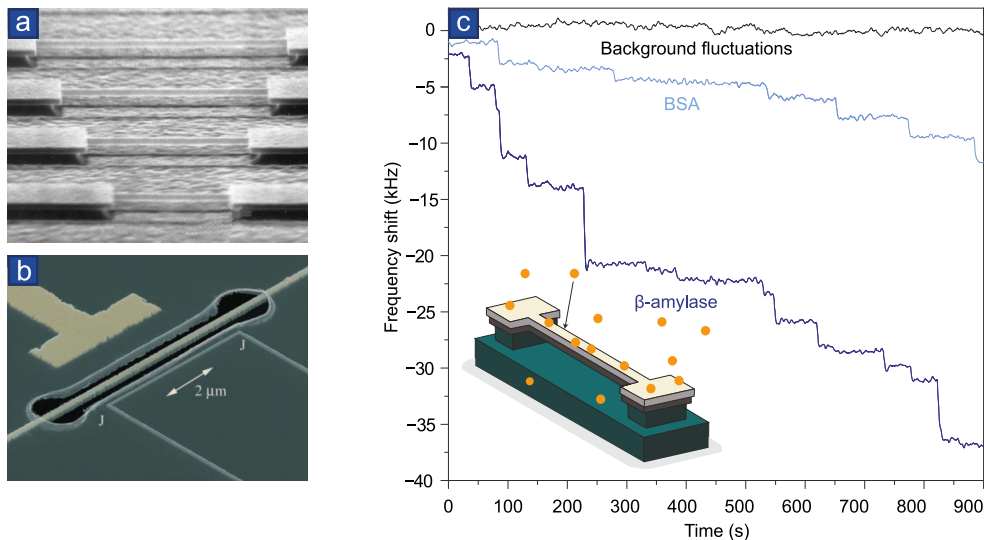 a
b
J
2 μm
J
c
Background fluctuations
BSA
β-amylase
Frequency shift (kHz)
0
−5
−10
−15
−20
−25
−30
−35
−40
0
100
200
300
400
500
600
700
800
900
Time (s)